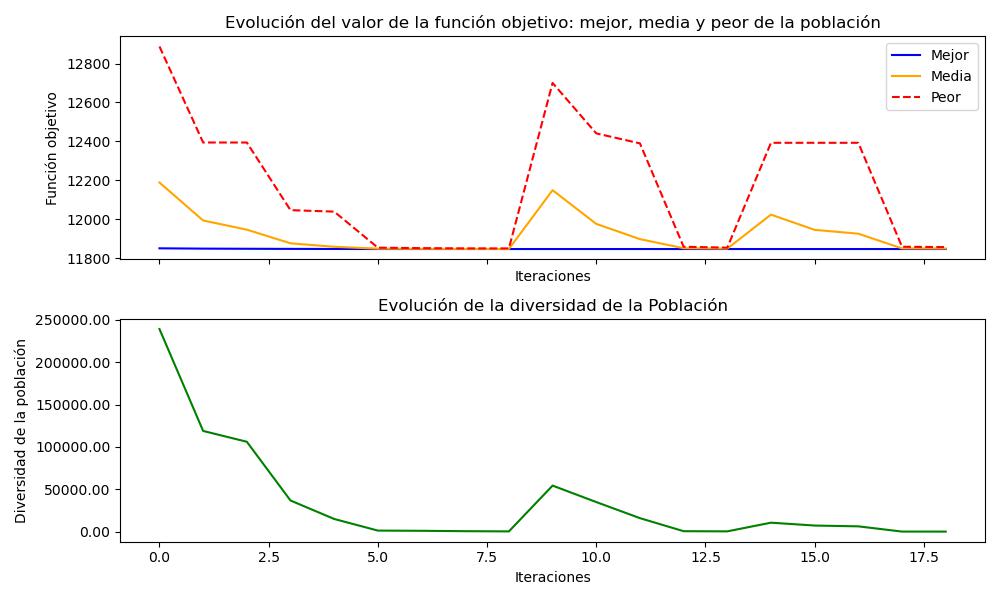 Evolución del valor de la función objetivo: mejor, media y peor de la población
Función objetivo
12800
12600
12400
12200
12000
11800
Mejor
Media
Peor
Iteraciones
Evolución de la diversidad de la Población
Diversidad de la población
250000.00
200000.00
150000.00
100000.00
50000.00
0.00
0.0 2.5 5.0 7.5 10.0 12.5 15.0 17.5
Iteraciones